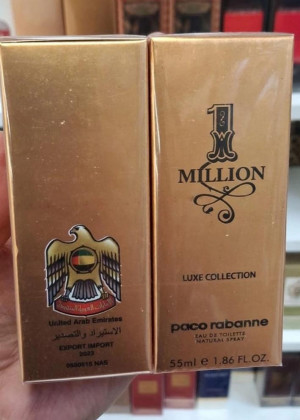 United Arab Emirates
الاستيراد والتصدير
EXPORT IMPORT
2023
1
MILLION
LUXE COLLECTION
paco rabanne
EAU DE TOILETTE
NATURAL SPRAY
55ml ℮ 1.86 FL.OZ.